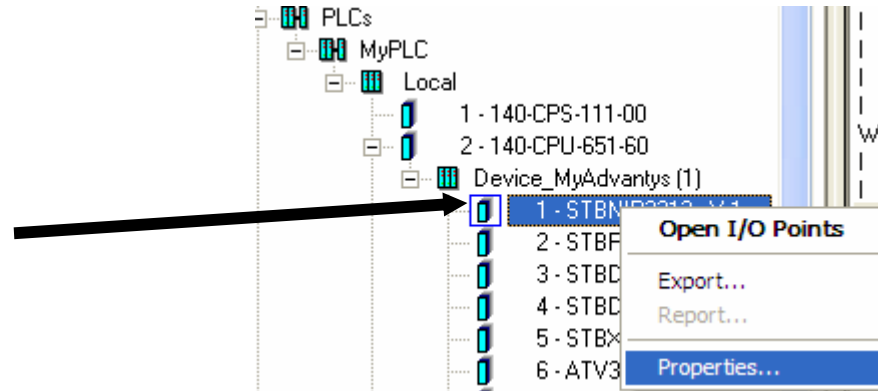 PLCs
MyPLC
Local
1 - 140-CPS-111-00
2 - 140-CPU-651-60
Device_MyAdvantys (1)
1 -
2 - STBF
3 - STBD
4 - STBD
5 - STBX
6 - ATV3
Open I/O Points
Export...
Report...
Properties...
W